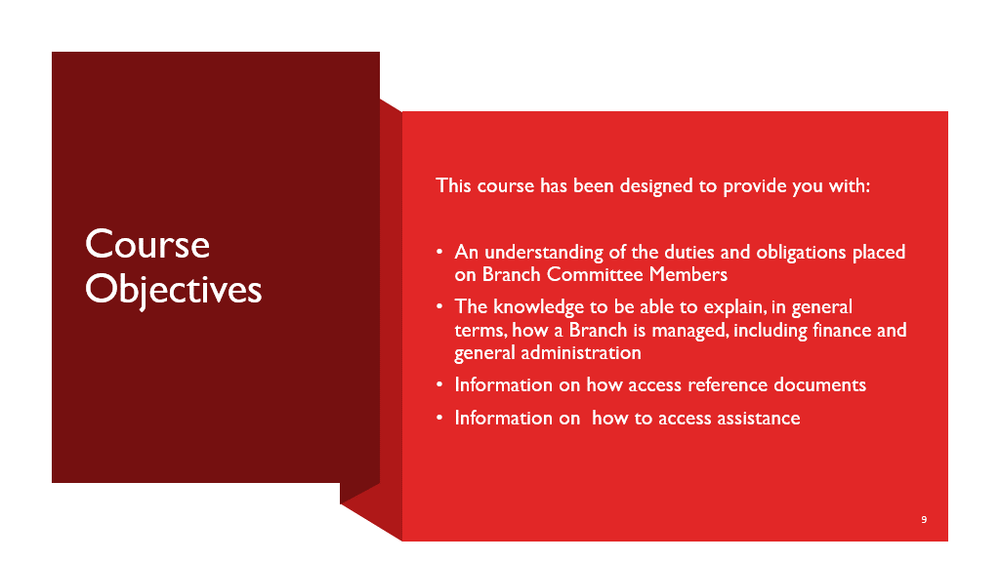 Course
Objectives
This course has been designed to provide you with:
• An understanding of the duties and obligations placed
on Branch Committee Members
• The knowledge to be able to explain, in general
terms, how a Branch is managed, including finance and
general administration
• Information on how access reference documents
• Information on  how to access assistance
9